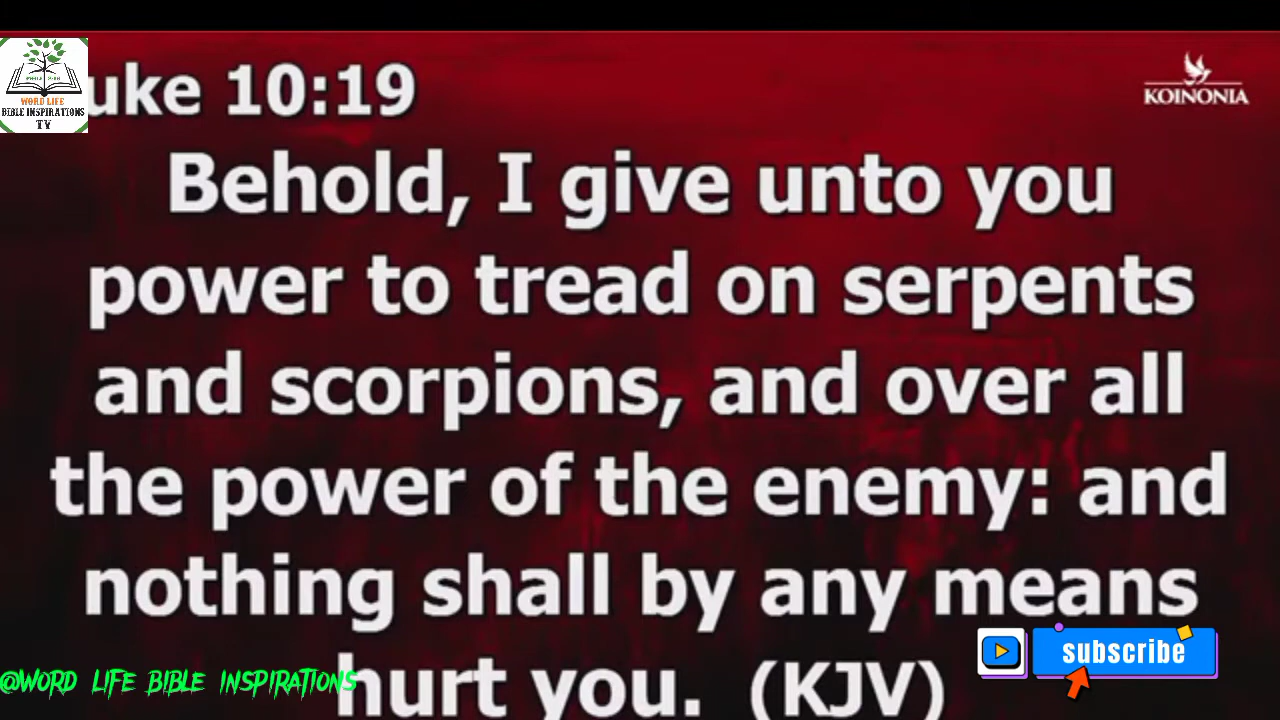 uke 10:19
KOINONIA
WORD LIFE
BIBLE INSPIRATIONS
TV
Behold, I give unto you
power to tread on serpents
and scorpions, and over all
the power of the enemy: and
nothing shall by any means
hurt you. (KJV)
subscribe
@WORD LIFE BIBLE INSPIRATIONS